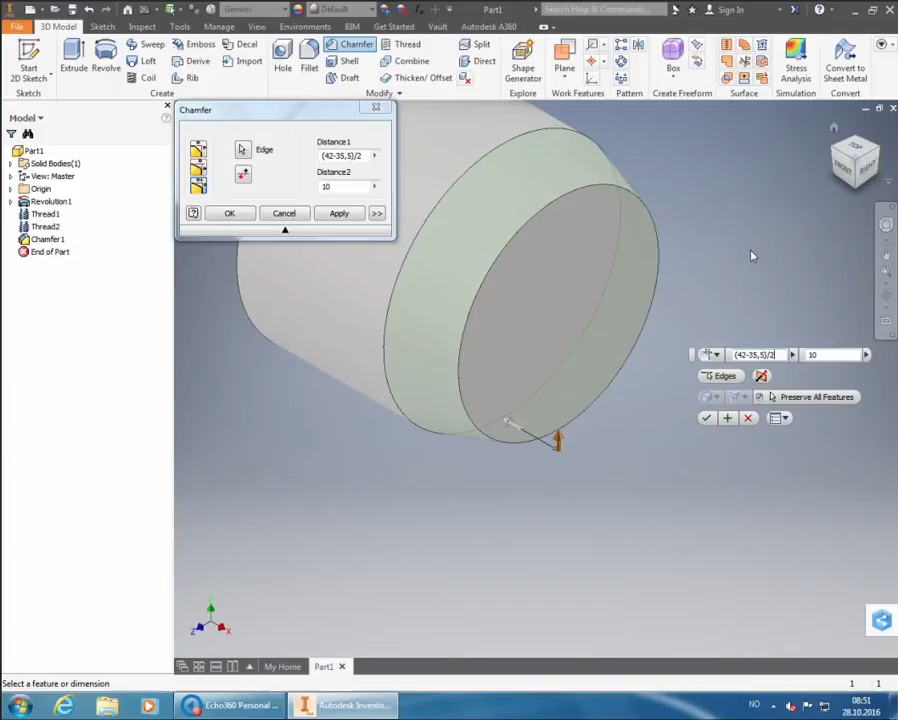 Generic
Default
Part1
Sign In
File
3D Model
Sketch
Inspect
Tools
Manage
View
Environments
BIM
Get Started
Vault
Autodesk A360
Start
2D Sketch
Extrude
Revolve
Sweep
Loft
Coil
Emboss
Derive
Rib
Decal
Import
Hole
Fillet
Chamfer
Shell
Draft
Thread
Combine
Thicken/ Offset
Split
Direct
Shape
Generator
Plane
Box
Stress
Analysis
Convert to
Sheet Metal
Sketch
Create
Modify
Explore
Work Features
Pattern
Create Freeform
Surface
Simulation
Convert
Model
Part1
Solid Bodies(1)
View: Master
Origin
Revolution1
Thread1
Thread2
Chamfer1
End of Part
Chamfer
Edge
Distance1
(42-35,5)/2
Distance2
10
OK
Cancel
Apply
>>
TOP
FRONT
RIGHT
(42-35,5)/2
10
Edges
Preserve All Features
Y
Z
X
My Home
Part1
Select a feature or dimension
1
1
Echo360 Personal ...
Autodesk Invento...
NO
08:51
28.10.2016